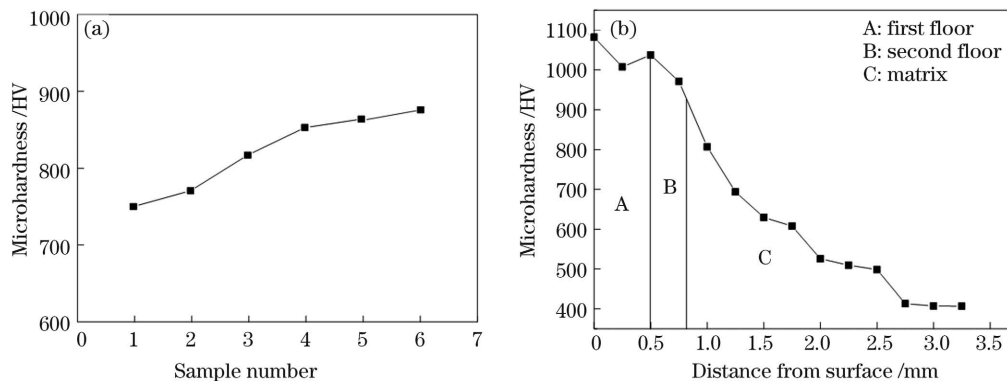 (a)
1000
900
800
700
600
Microhardness /HV
0 1 2 3 4 5 6 7
Sample number
(b)
A: first floor
B: second floor
C: matrix
1100
1000
900
800
700
600
500
400
Microhardness /HV
A
B
C
0 0.5 1.0 1.5 2.0 2.5 3.0 3.5
Distance from surface /mm